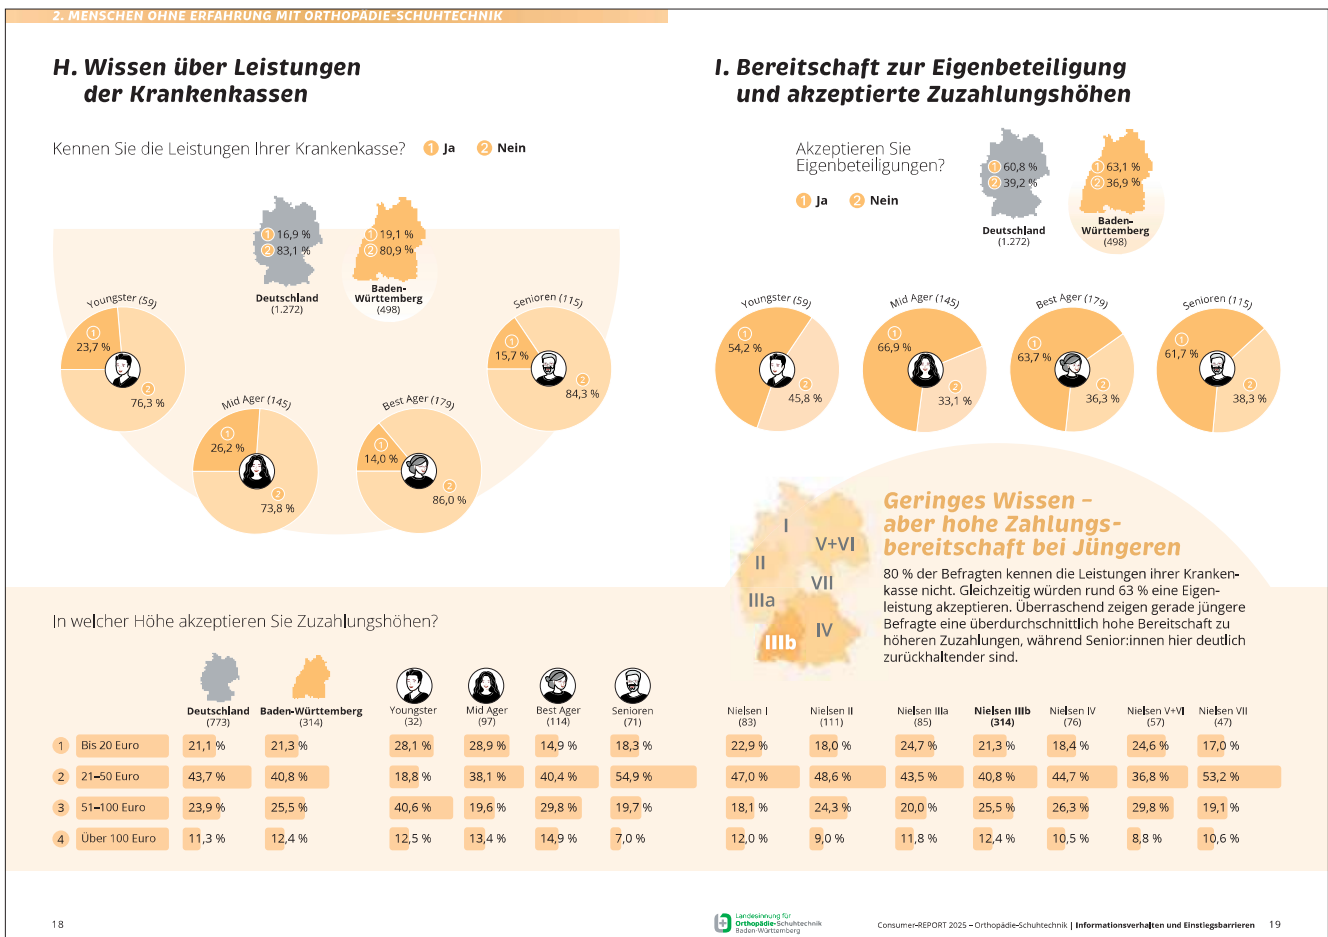 2. MENSCHEN OHNE ERFAHRUNG MIT ORTHOPÄDIE-SCHUHTECHNIK
H. Wissen über Leistungen
der Krankenkassen
Kennen Sie die Leistungen Ihrer Krankenkasse? 1 Ja 2 Nein
1 16,9 %
2 83,1 %
Deutschland
(1.272)
1 19,1 %
2 80,9 %
Baden-
Württemberg
(498)
Youngster (59)
1
23,7 %
2
76,3 %
Mid Ager (145)
1
26,2 %
2
73,8 %
Best Ager (179)
1
14,0 %
2
86,0 %
Senioren (115)
1
15,7 %
2
84,3 %
I. Bereitschaft zur Eigenbeteiligung
und akzeptierte Zuzahlungshöhen
Akzeptieren Sie
Eigenbeteiligungen?
1 Ja 2 Nein
1 60,8 %
2 39,2 %
Deutschland
(1.272)
1 63,1 %
2 36,9 %
Baden-
Württemberg
(498)
Youngster (59)
1
54,2 %
2
45,8 %
Mid Ager (145)
1
66,9 %
2
33,1 %
Best Ager (179)
1
63,7 %
2
36,3 %
Senioren (115)
1
61,7 %
2
38,3 %
I
V+VI
II
VII
IIIa
IV
IIIb
Geringes Wissen –
aber hohe Zahlungs-
bereitschaft bei Jüngeren
80 % der Befragten kennen die Leistungen ihrer Kranken-
kasse nicht. Gleichzeitig würden rund 63 % eine Eigen-
leistung akzeptieren. Überraschend zeigen gerade jüngere
Befragte eine überdurchschnittlich hohe Bereitschaft zu
höheren Zuzahlungen, während Senior:innen hier deutlich
zurückhaltender sind.
In welcher Höhe akzeptieren Sie Zuzahlungshöhen?
Deutschland Baden-Württemberg Youngster Mid Ager Best Ager Senioren Nielsen I Nielsen II Nielsen IIIa Nielsen IIIb Nielsen IV Nielsen V+VI Nielsen VII
(773) (314) (32) (97) (114) (71) (83) (111) (85) (314) (76) (57) (47)
1 Bis 20 Euro 21,1 % 21,3 % 28,1 % 28,9 % 14,9 % 18,3 % 22,9 % 18,0 % 24,7 % 21,3 % 18,4 % 24,6 % 17,0 %
2 21–50 Euro 43,7 % 40,8 % 18,8 % 38,1 % 40,4 % 54,9 % 47,0 % 48,6 % 43,5 % 40,8 % 44,7 % 36,8 % 53,2 %
3 51–100 Euro 23,9 % 25,5 % 40,6 % 19,6 % 29,8 % 19,7 % 18,1 % 24,3 % 20,0 % 25,5 % 26,3 % 29,8 % 19,1 %
4 Über 100 Euro 11,3 % 12,4 % 12,5 % 13,4 % 14,9 % 7,0 % 12,0 % 9,0 % 11,8 % 12,4 % 10,5 % 8,8 % 10,6 %
18
Landesinnung für
Orthopädie-Schuhtechnik
Baden-Württemberg
Consumer-REPORT 2025 – Orthopädie-Schuhtechnik | Informationsverhalten und Einstiegsbarrieren 19